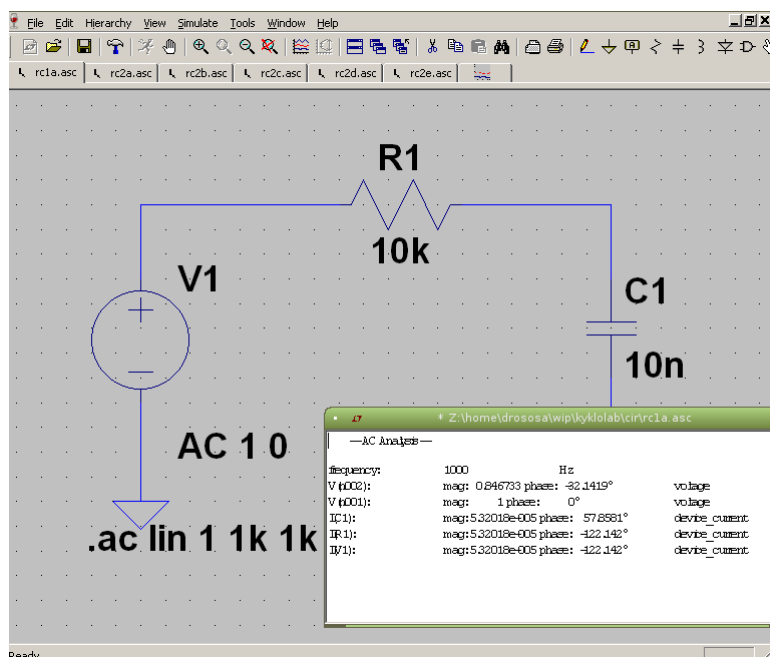 File Edit Hierarchy View Simulate Tools Window Help
rc1a.asc rc2a.asc rc2b.asc rc2c.asc rc2d.asc rc2e.asc
R1
10k
V1
C1
10n
AC 1 0
.ac lin 1 1k 1k
* Z:\home\drososa\wip\kyklolab\cir\rc1a.asc
---AC Analysis---
frequency: 1000 Hz
V(n002): mag: 0.846733 phase: -32.1419° voltage
V(n001): mag: 1 phase: 0° voltage
I(C1): mag: 5.32018e-005 phase: 57.8581° device_current
I(R1): mag: 5.32018e-005 phase: -122.142° device_current
I(V1): mag: 5.32018e-005 phase: -122.142° device_current
Ready